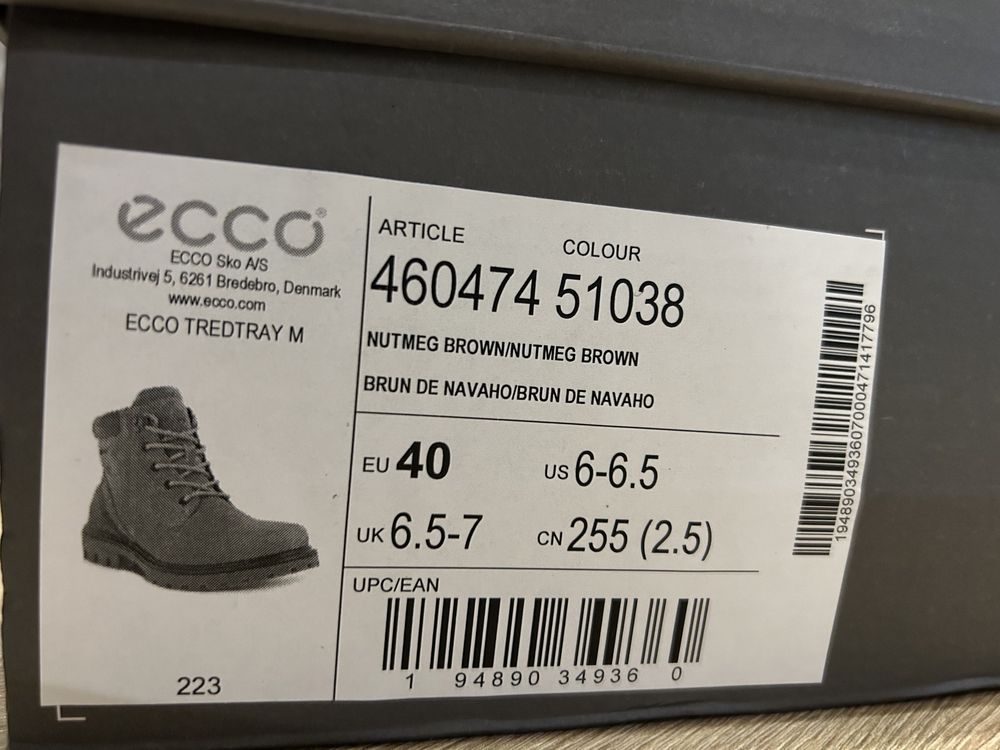 ecco®
ECCO Sko A/S
Industrivej 5, 6261 Bredebro, Denmark
www.ecco.com
ECCO TREDTRAY M
223
ARTICLE COLOUR
460474 51038
NUTMEG BROWN/NUTMEG BROWN
BRUN DE NAVAHO/BRUN DE NAVAHO
EU 40 US 6-6.5
UK 6.5-7 CN 255 (2.5)
UPC/EAN
1 94890 34936 0
1948903493607000471417796